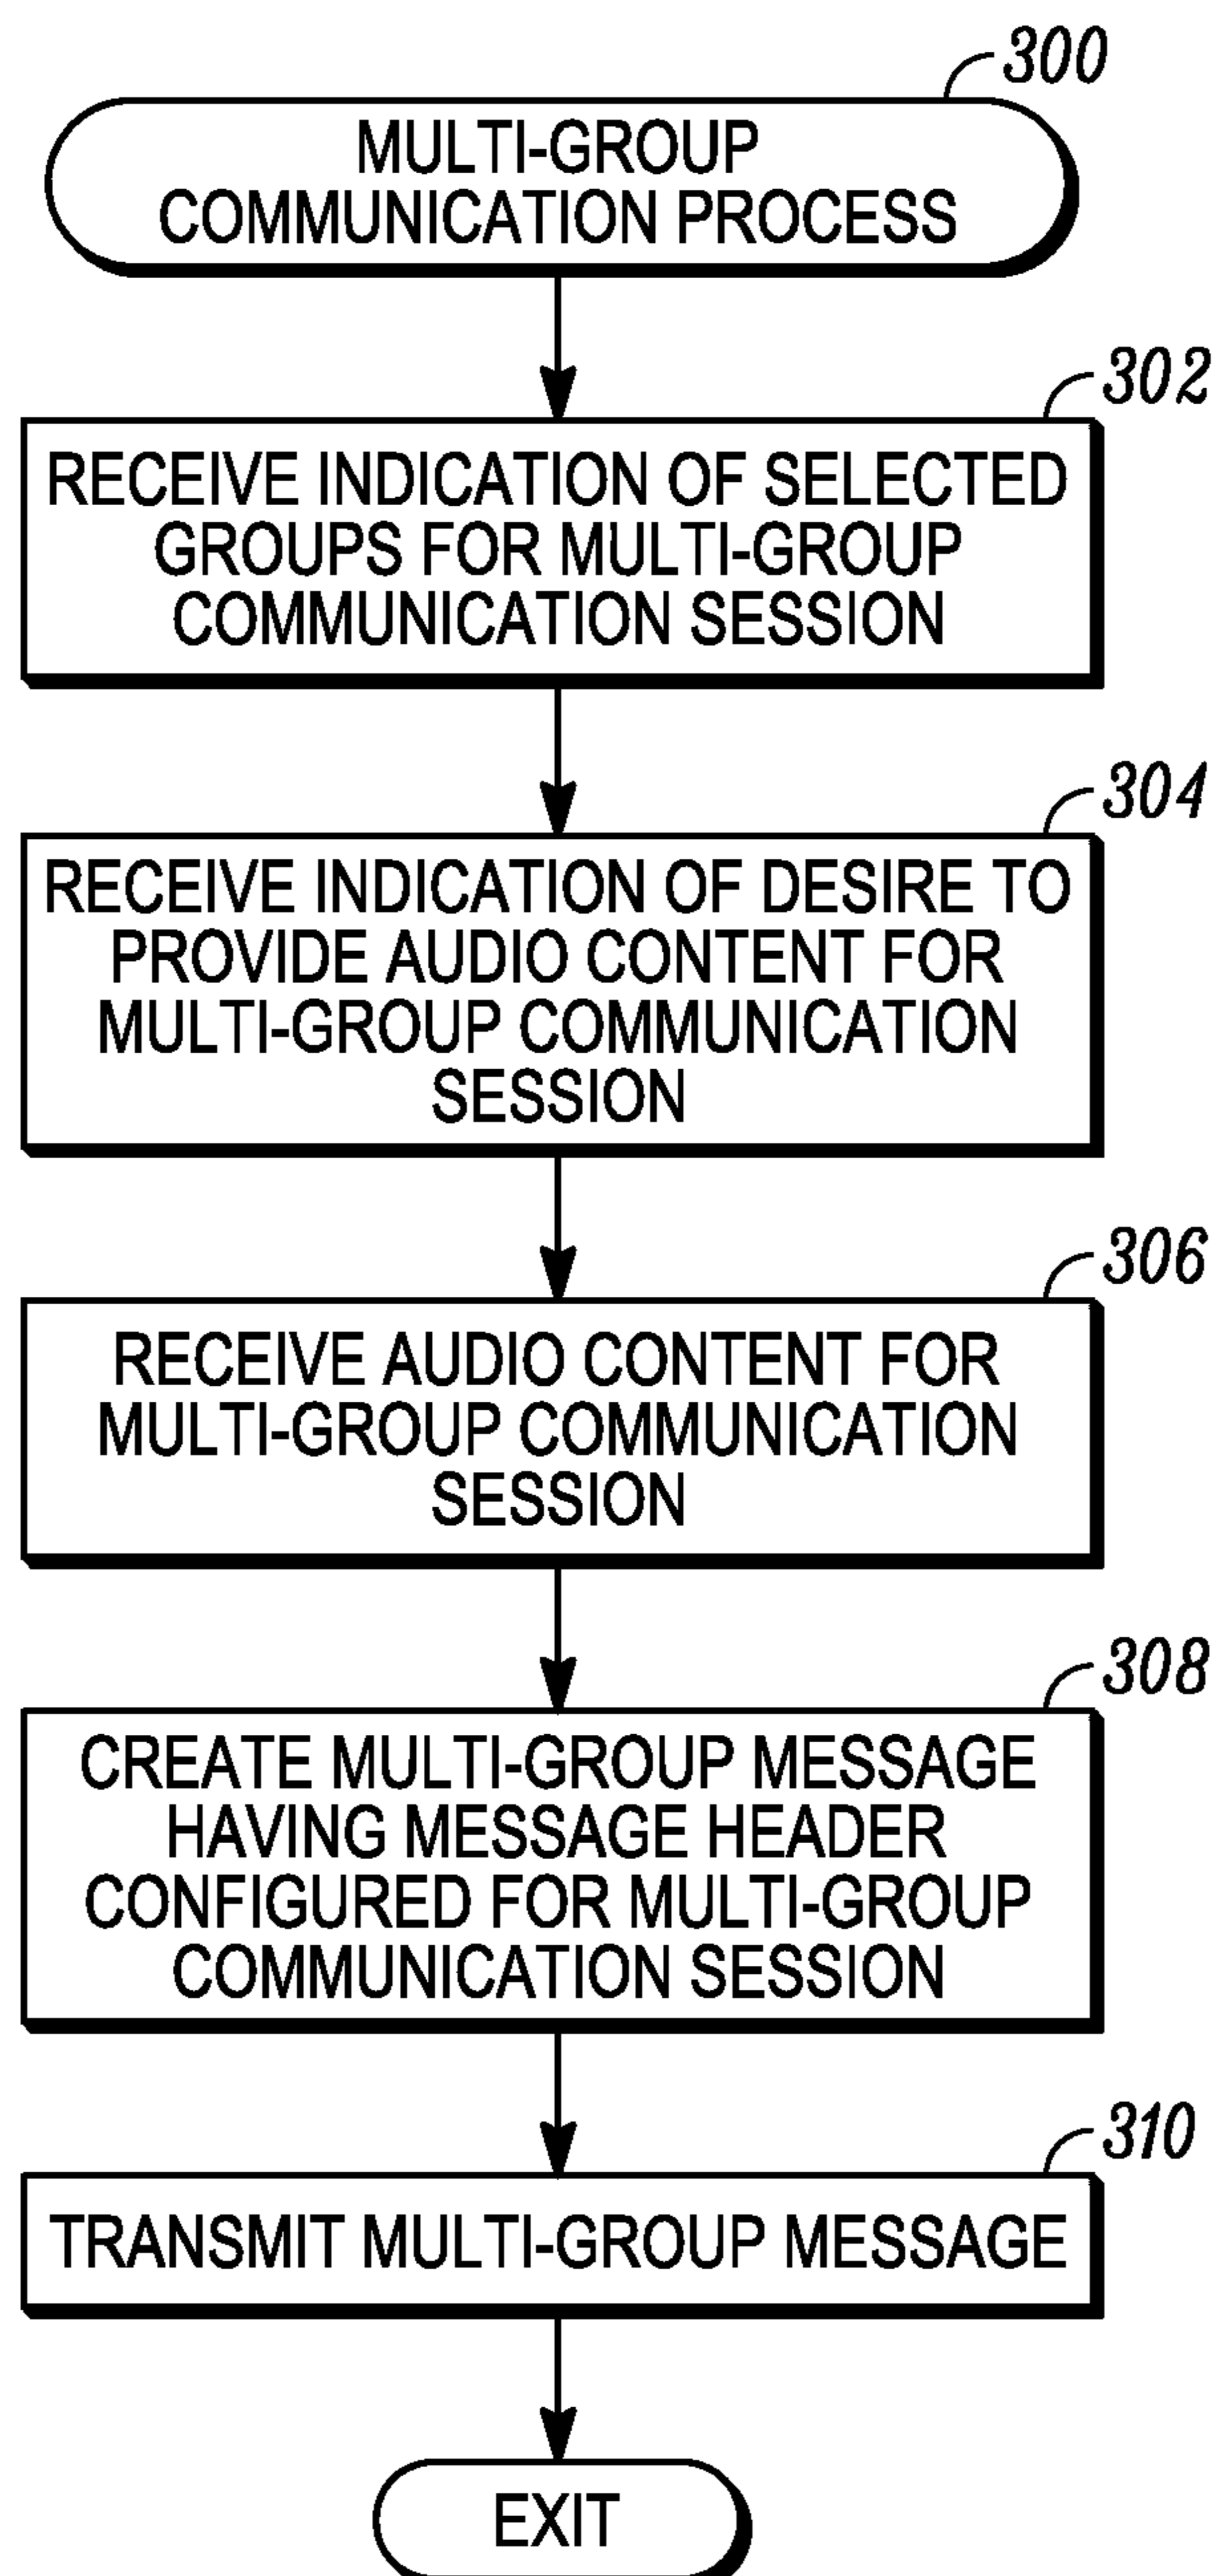 300
MULTI-GROUP
COMMUNICATION PROCESS
302
RECEIVE INDICATION OF SELECTED
GROUPS FOR MULTI-GROUP
COMMUNICATION SESSION
304
RECEIVE INDICATION OF DESIRE TO
PROVIDE AUDIO CONTENT FOR
MULTI-GROUP COMMUNICATION
SESSION
306
RECEIVE AUDIO CONTENT FOR
MULTI-GROUP COMMUNICATION
SESSION
308
CREATE MULTI-GROUP MESSAGE
HAVING MESSAGE HEADER
CONFIGURED FOR MULTI-GROUP
COMMUNICATION SESSION
310
TRANSMIT MULTI-GROUP MESSAGE
EXIT